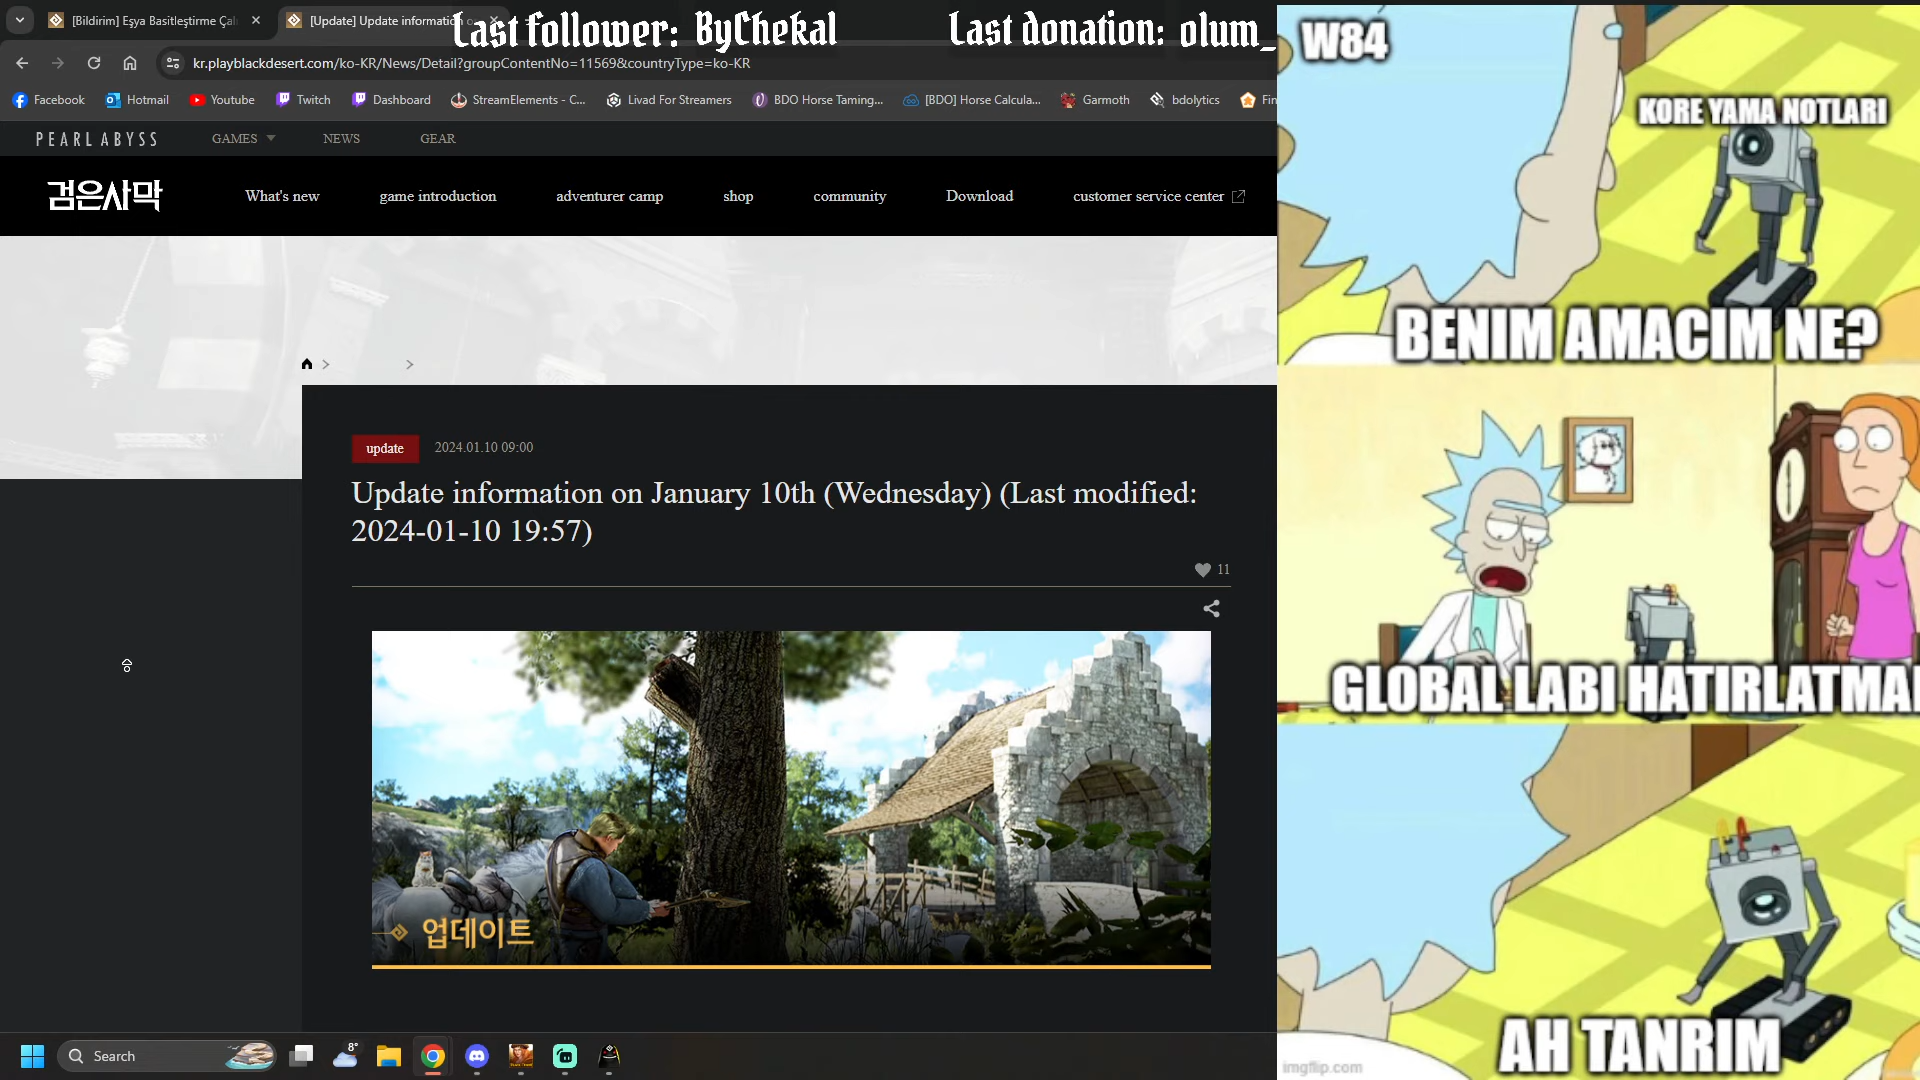 [Bildirim] Eşya Basitleştirme Çal
[Update] Update information o
Last follower: ByChekal
Last donation: olum_
kr.playblackdesert.com/ko-KR/News/Detail?groupContentNo=11569&countryType=ko-KR
Facebook
Hotmail
Youtube
Twitch
Dashboard
StreamElements - C...
Livad For Streamers
BDO Horse Taming...
[BDO] Horse Calcula...
Garmoth
bdolytics
Fin
PEARL ABYSS
GAMES
NEWS
GEAR
검은사막
What's new
game introduction
adventurer camp
shop
community
Download
customer service center
update
2024.01.10 09:00
Update information on January 10th (Wednesday) (Last modified:
2024-01-10 19:57)
11
업데이트
8°
Search
W84
KORE YAMA NOTLARI
BENIM AMACIM NE?
GLOBAL LABI HATIRLATMAK
AH TANRIM
imgflip.com